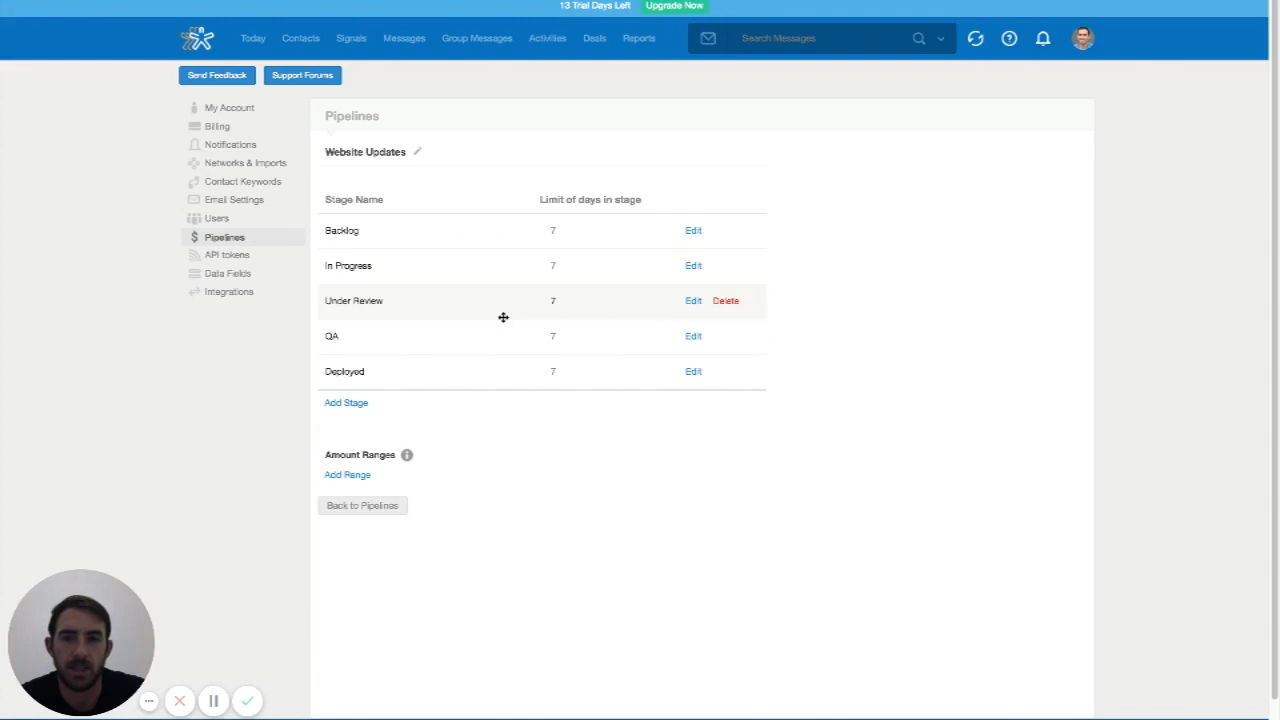 13 Trial Days Left Upgrade Now
Today Contacts Signals Messages Group Messages Activities Deals Reports Search Messages
Send Feedback Support Forums
My Account
Billing
Notifications
Networks & Imports
Contact Keywords
Email Settings
Users
Pipelines
API tokens
Data Fields
Integrations
Pipelines
Website Updates
Stage Name Limit of days in stage
Backlog 7 Edit
In Progress 7 Edit
Under Review 7 Edit Delete
QA 7 Edit
Deployed 7 Edit
Add Stage
Amount Ranges
Add Range
Back to Pipelines